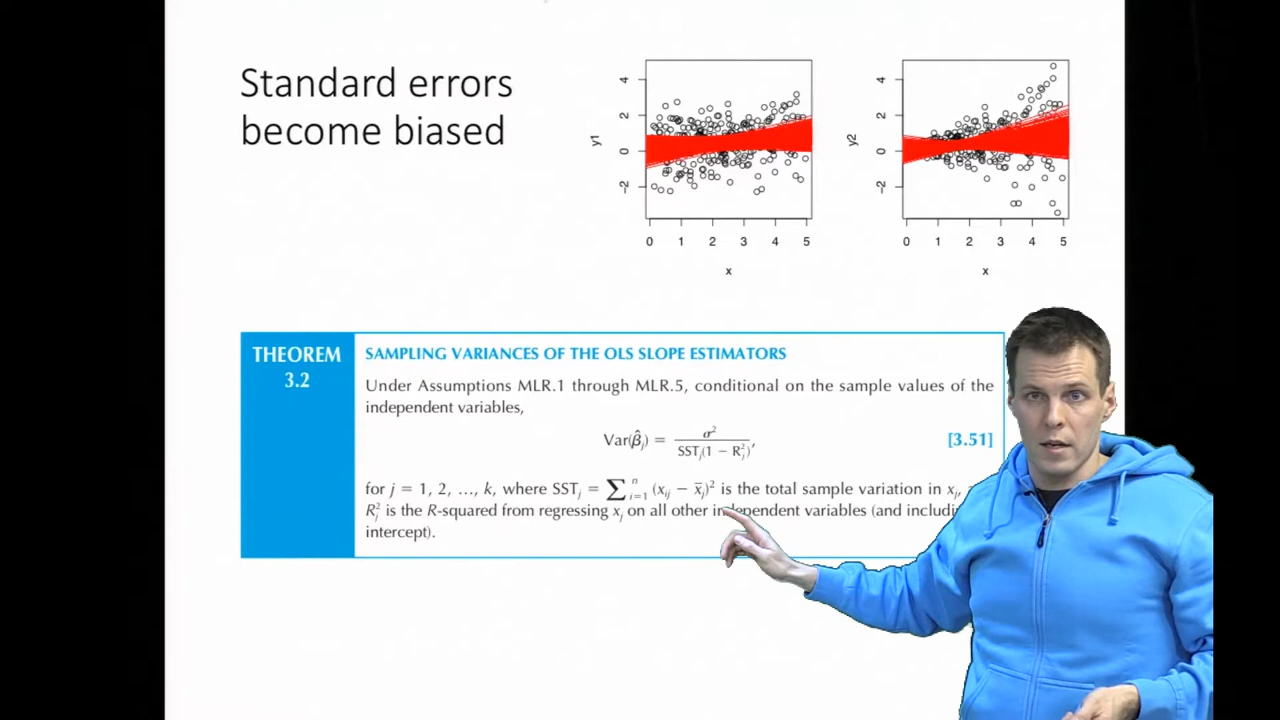 Standard errors
become biased
y1
4
2
0
−2
0 1 2 3 4 5
x
y2
4
2
0
−2
0 1 2 3 4 5
x
THEOREM
3.2
SAMPLING VARIANCES OF THE OLS SLOPE ESTIMATORS
Under Assumptions MLR.1 through MLR.5, conditional on the sample values of the
independent variables,
Var(β̂ⱼ) = σ² / SSTⱼ(1 − Rⱼ²),
[3.51]
for j = 1, 2, …, k, where SSTⱼ = ∑ⁿᵢ₌₁ (xᵢⱼ − x̄ⱼ)² is the total sample variation in xⱼ,
Rⱼ² is the R-squared from regressing xⱼ on all other independent variables (and
intercept).